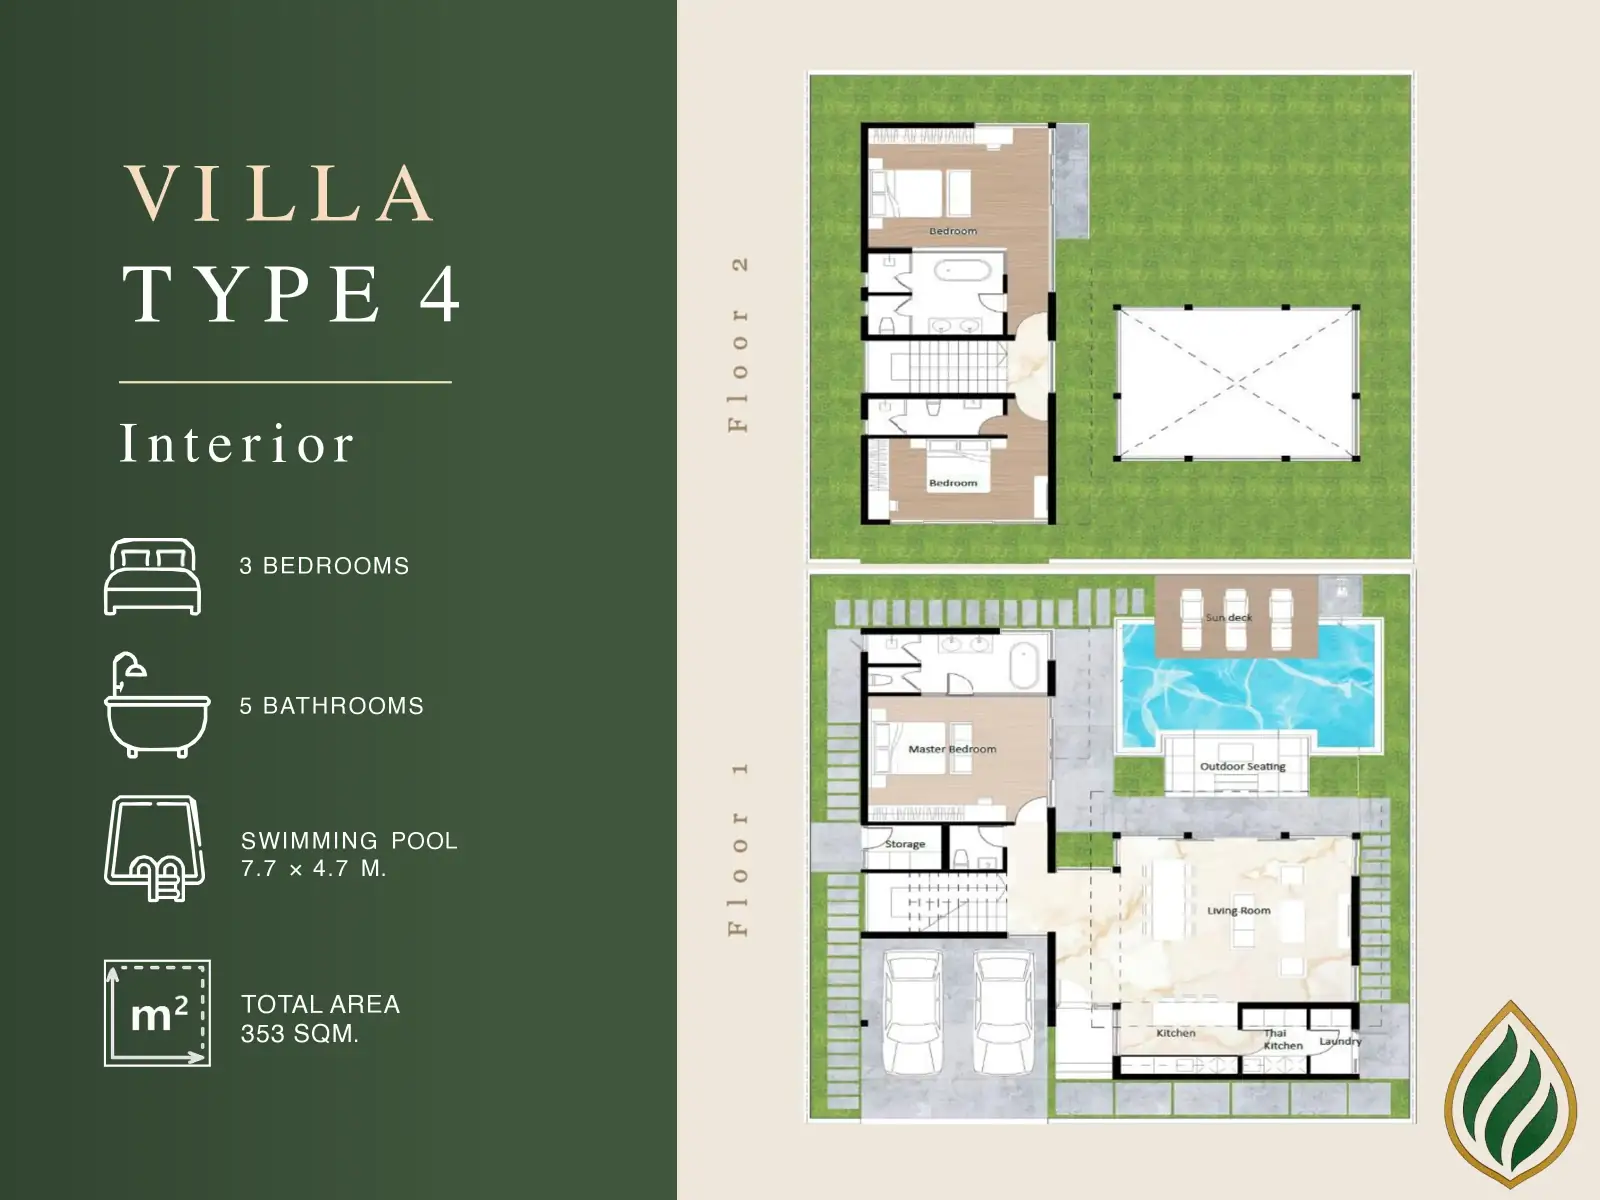 VILLA
TYPE 4
Interior
3 BEDROOMS
5 BATHROOMS
SWIMMING POOL
7.7 × 4.7 M.
m²
TOTAL AREA
353 SQM.
Floor 2
Bedroom
Bedroom
Floor 1
Sun deck
Master Bedroom
Outdoor Seating
Storage
Living Room
Kitchen
Thai
Kitchen
Laundry